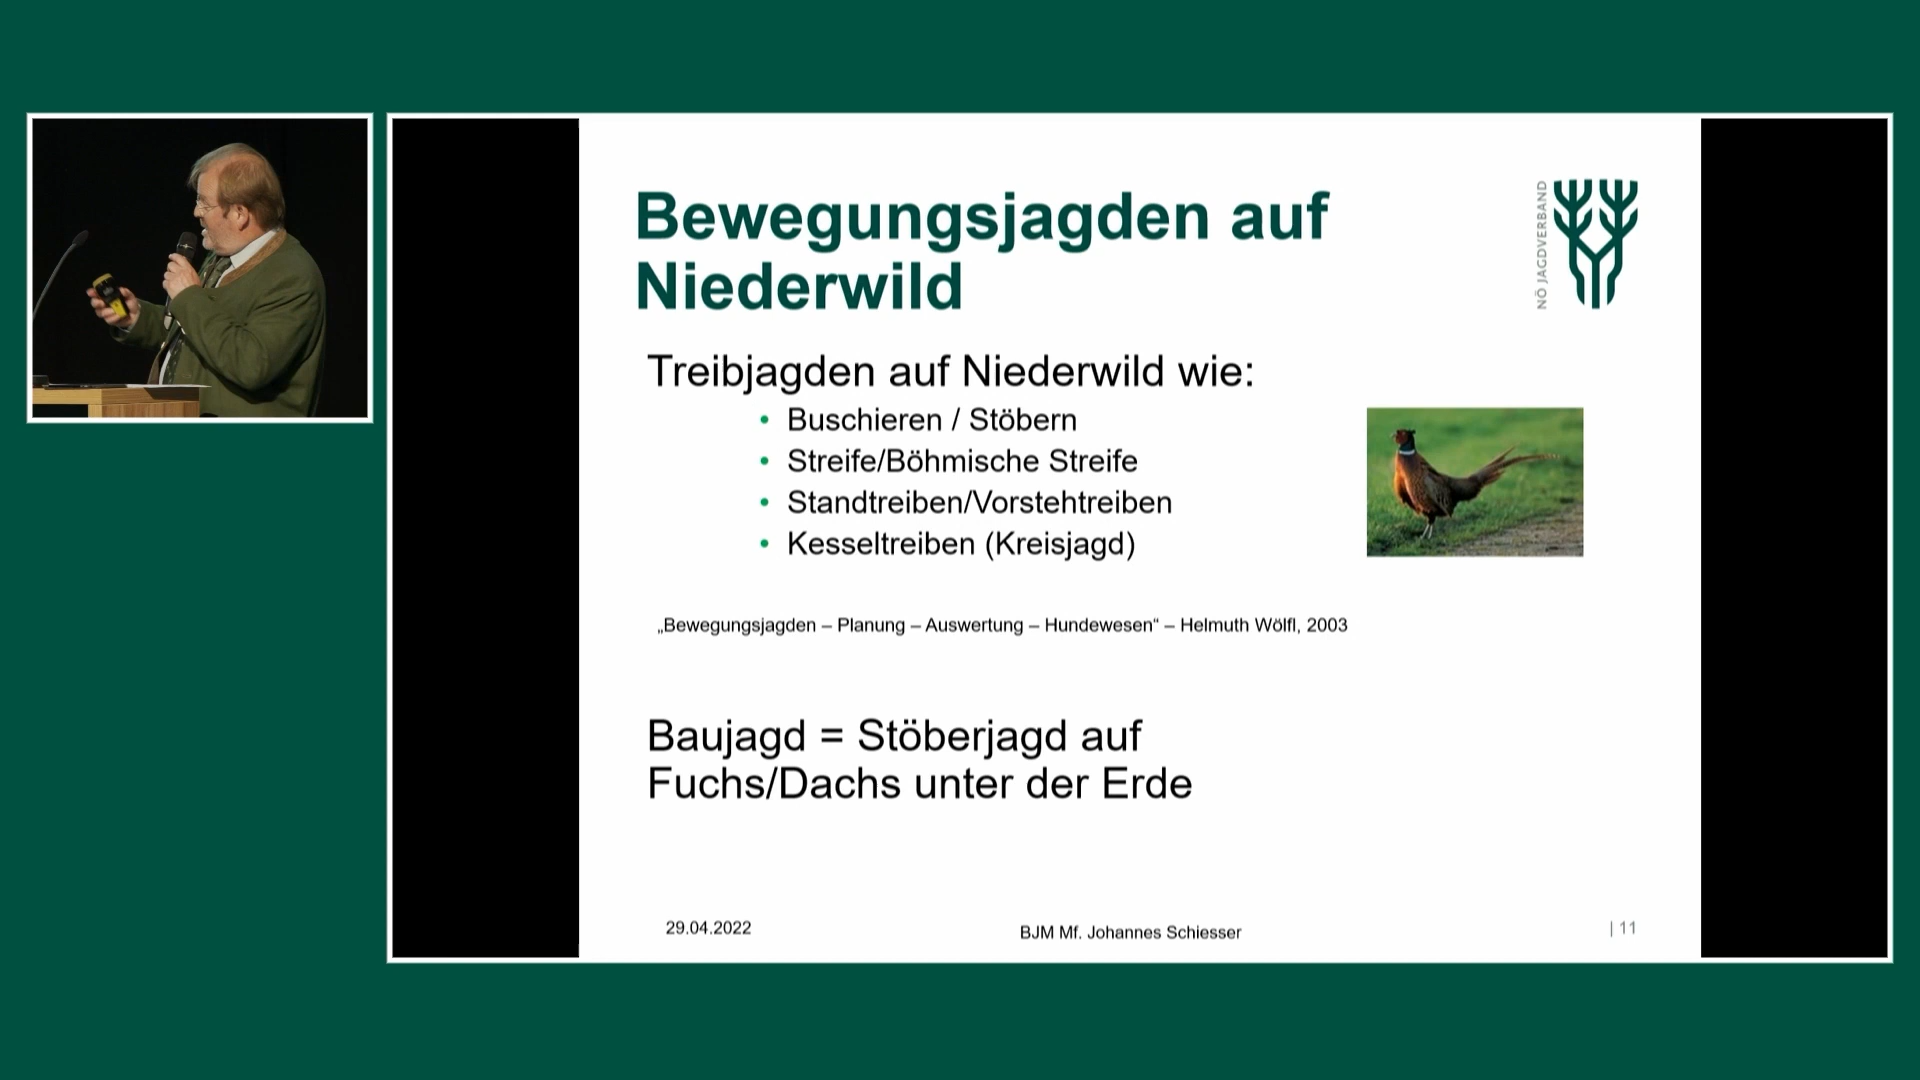 Bewegungsjagden auf
Niederwild
NÖ JAGDVERBAND
Treibjagden auf Niederwild wie:
• Buschieren / Stöbern
• Streife/Böhmische Streife
• Standtreiben/Vorstehtreiben
• Kesseltreiben (Kreisjagd)
„Bewegungsjagden – Planung – Auswertung – Hundewesen“ – Helmuth Wölfl, 2003
Baujagd = Stöberjagd auf
Fuchs/Dachs unter der Erde
29.04.2022
BJM Mf. Johannes Schiesser
| 11